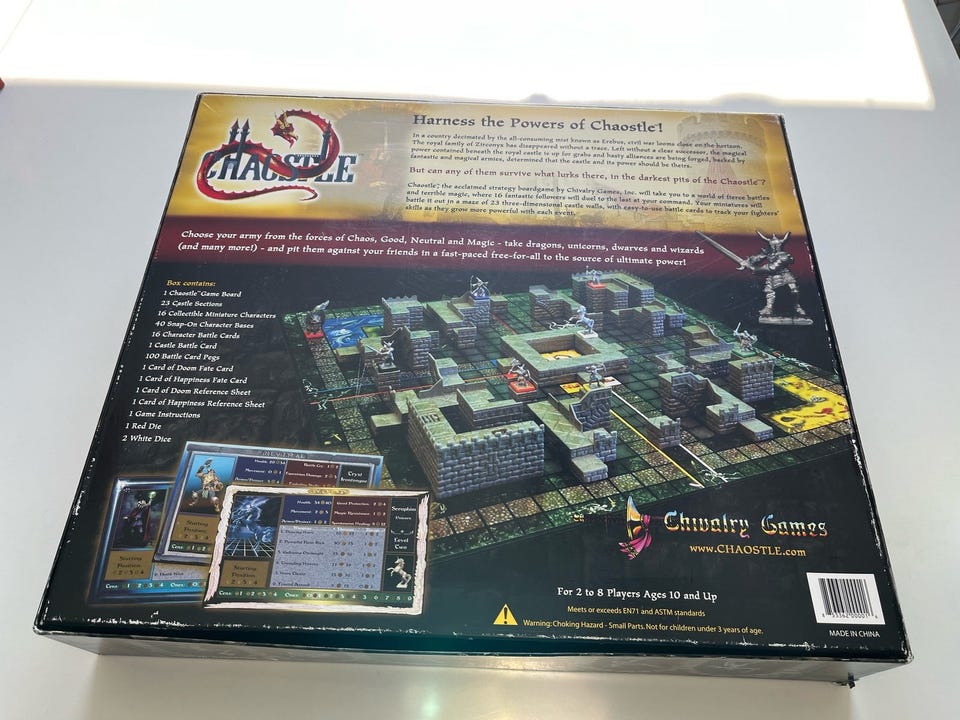 CHAOSTLE
Harness the Powers of Chaostle™!
In a country decimated by the all-consuming mist known as Erebus, civil war looms close on the horizon.
The royal family of Zirconyx has disappeared without a trace. Left without a clear successor, the magical
power contained beneath the royal castle is up for grabs and hasty alliances are being forged, backed by
fantastic and magical armies, determined that the castle and its power should be theirs.
But can any of them survive what lurks there, in the darkest pits of the Chaostle™?
Chaostle™, the acclaimed strategy boardgame by Chivalry Games, Inc. will take you to a world of fierce battles
and terrible magic, where 16 fantastic followers will duel to the last at your command. Your miniatures will
battle it out in a maze of 23 three-dimensional castle walls, with easy-to-use battle cards to track your fighters'
skills as they grow more powerful with each event.
Choose your army from the forces of Chaos, Good, Neutral and Magic - take dragons, unicorns, dwarves and wizards
(and many more!) - and pit them against your friends in a fast-paced free-for-all to the source of ultimate power!
Box contains:
1 Chaostle™ Game Board
23 Castle Sections
16 Collectible Miniature Characters
40 Snap-On Character Bases
16 Character Battle Cards
1 Castle Battle Card
100 Battle Card Pegs
1 Card of Doom Fate Card
1 Card of Happiness Fate Card
1 Card of Doom Reference Sheet
1 Card of Happiness Reference Sheet
1 Game Instructions
1 Red Die
2 White Dice
Starting
Position
Starting
Position
Starting
Position
Seraphim
Level
Two
Chivalry Games
www.CHAOSTLE.com
For 2 to 8 Players Ages 10 and Up
Meets or exceeds EN71 and ASTM standards
Warning: Choking Hazard - Small Parts. Not for children under 3 years of age.
MADE IN CHINA